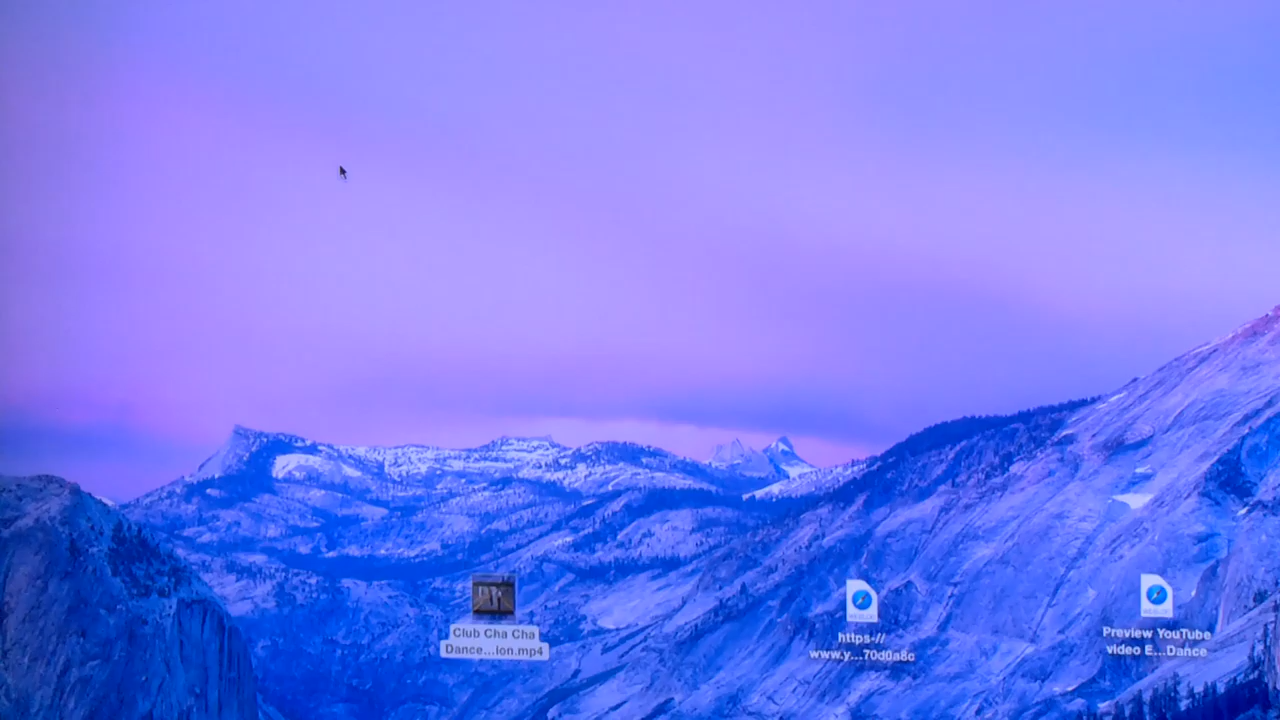 Club Cha Cha
Dance...ion.mp4
https-//
www.y...70d0a8c
Preview YouTube
video E...Dance